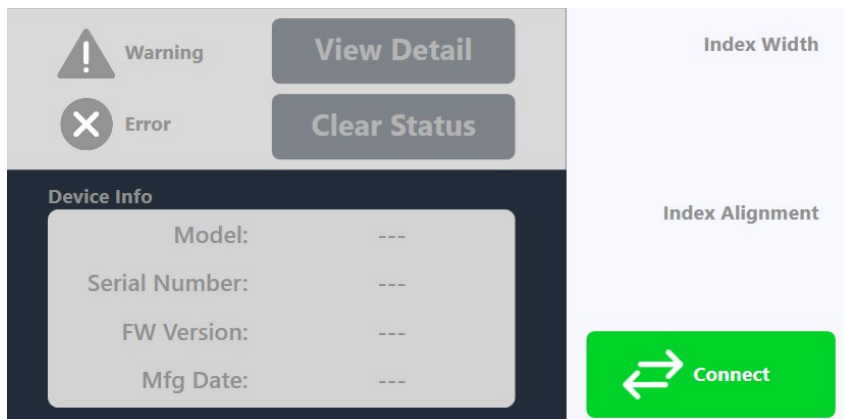 Warning
View Detail
Error
Clear Status
Device Info
Model: ---
Serial Number: ---
FW Version: ---
Mfg Date: ---
Index Width
Index Alignment
Connect